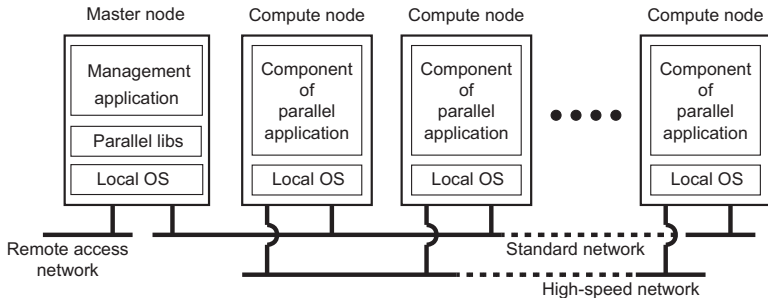 Master node
Compute node
Compute node
Compute node
Management
application
Parallel libs
Local OS
Component
of
parallel
application
Local OS
Component
of
parallel
application
Local OS
Component
of
parallel
application
Local OS
Remote access
network
Standard network
High-speed network